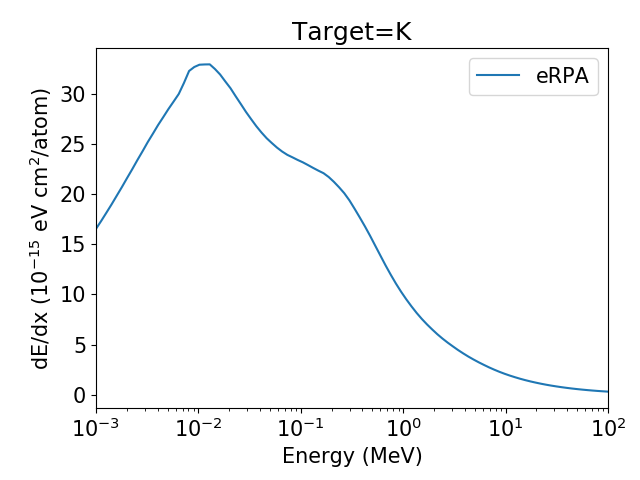 Target=K
eRPA
dE/dx (10⁻¹⁵ eV cm²/atom)
30
25
20
15
10
5
0
10⁻³ 10⁻² 10⁻¹ 10⁰ 10¹ 10²
Energy (MeV)